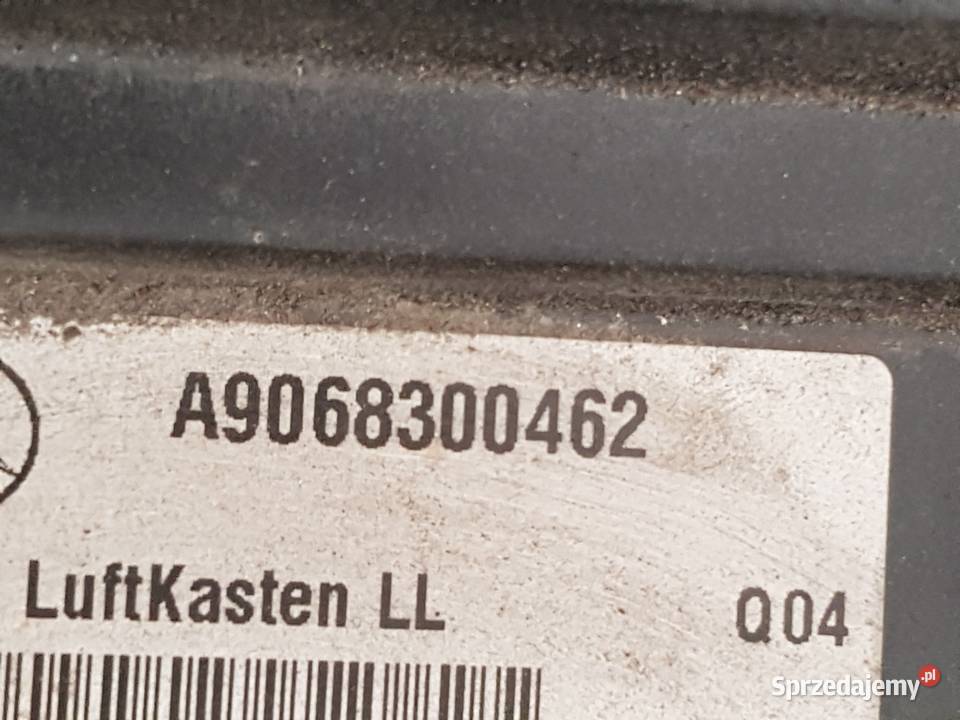 A9068300462
LuftKasten LL
Q04
Sprzedajemy.pl